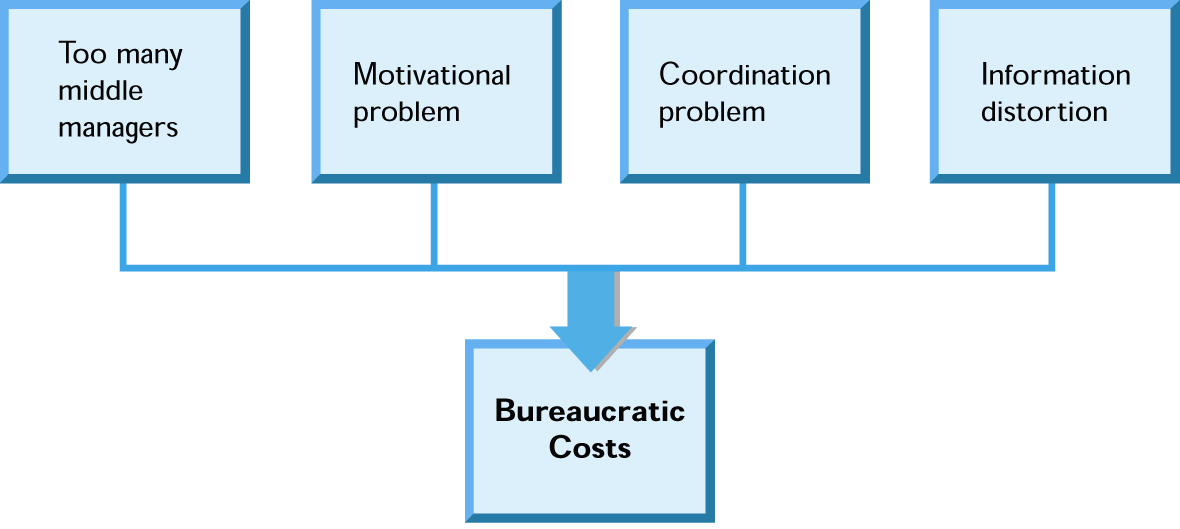 Too many
middle
managers
Motivational
problem
Coordination
problem
Information
distortion
Bureaucratic
Costs